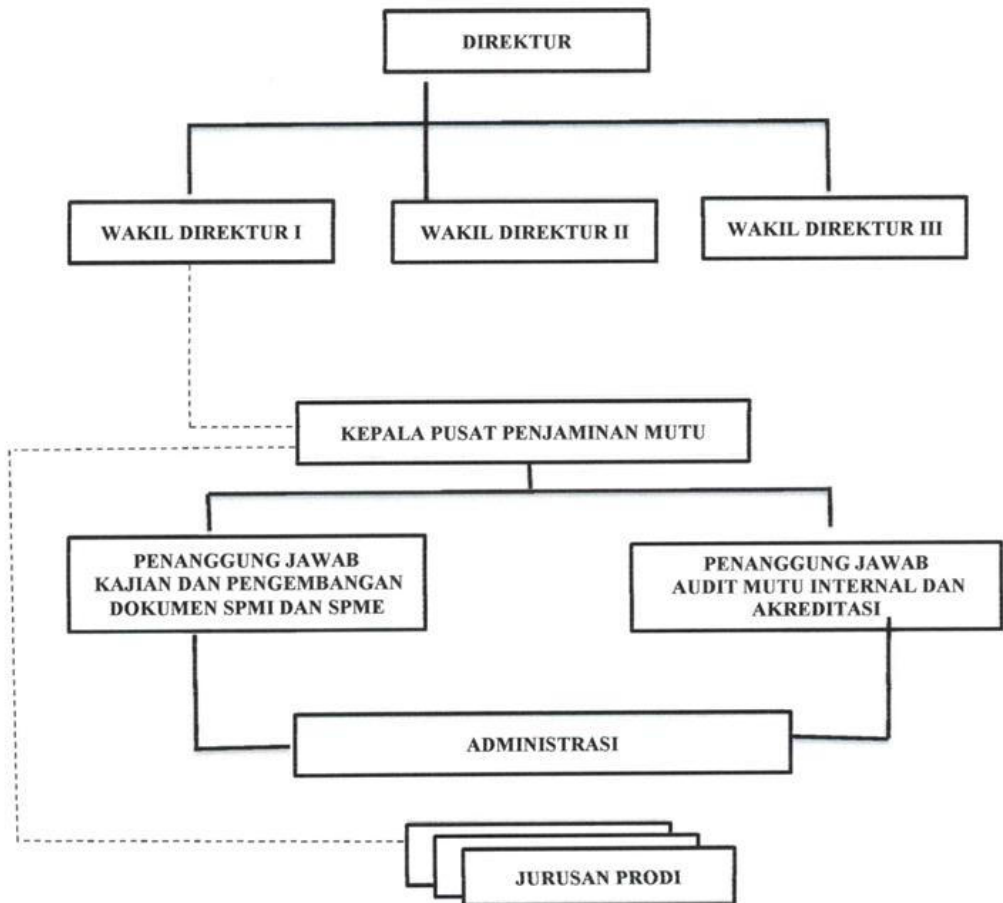 DIREKTUR
WAKIL DIREKTUR I
WAKIL DIREKTUR II
WAKIL DIREKTUR III
KEPALA PUSAT PENJAMINAN MUTU
PENANGGUNG JAWAB
KAJIAN DAN PENGEMBANGAN
DOKUMEN SPMI DAN SPME
PENANGGUNG JAWAB
AUDIT MUTU INTERNAL DAN
AKREDITASI
ADMINISTRASI
JURUSAN PRODI